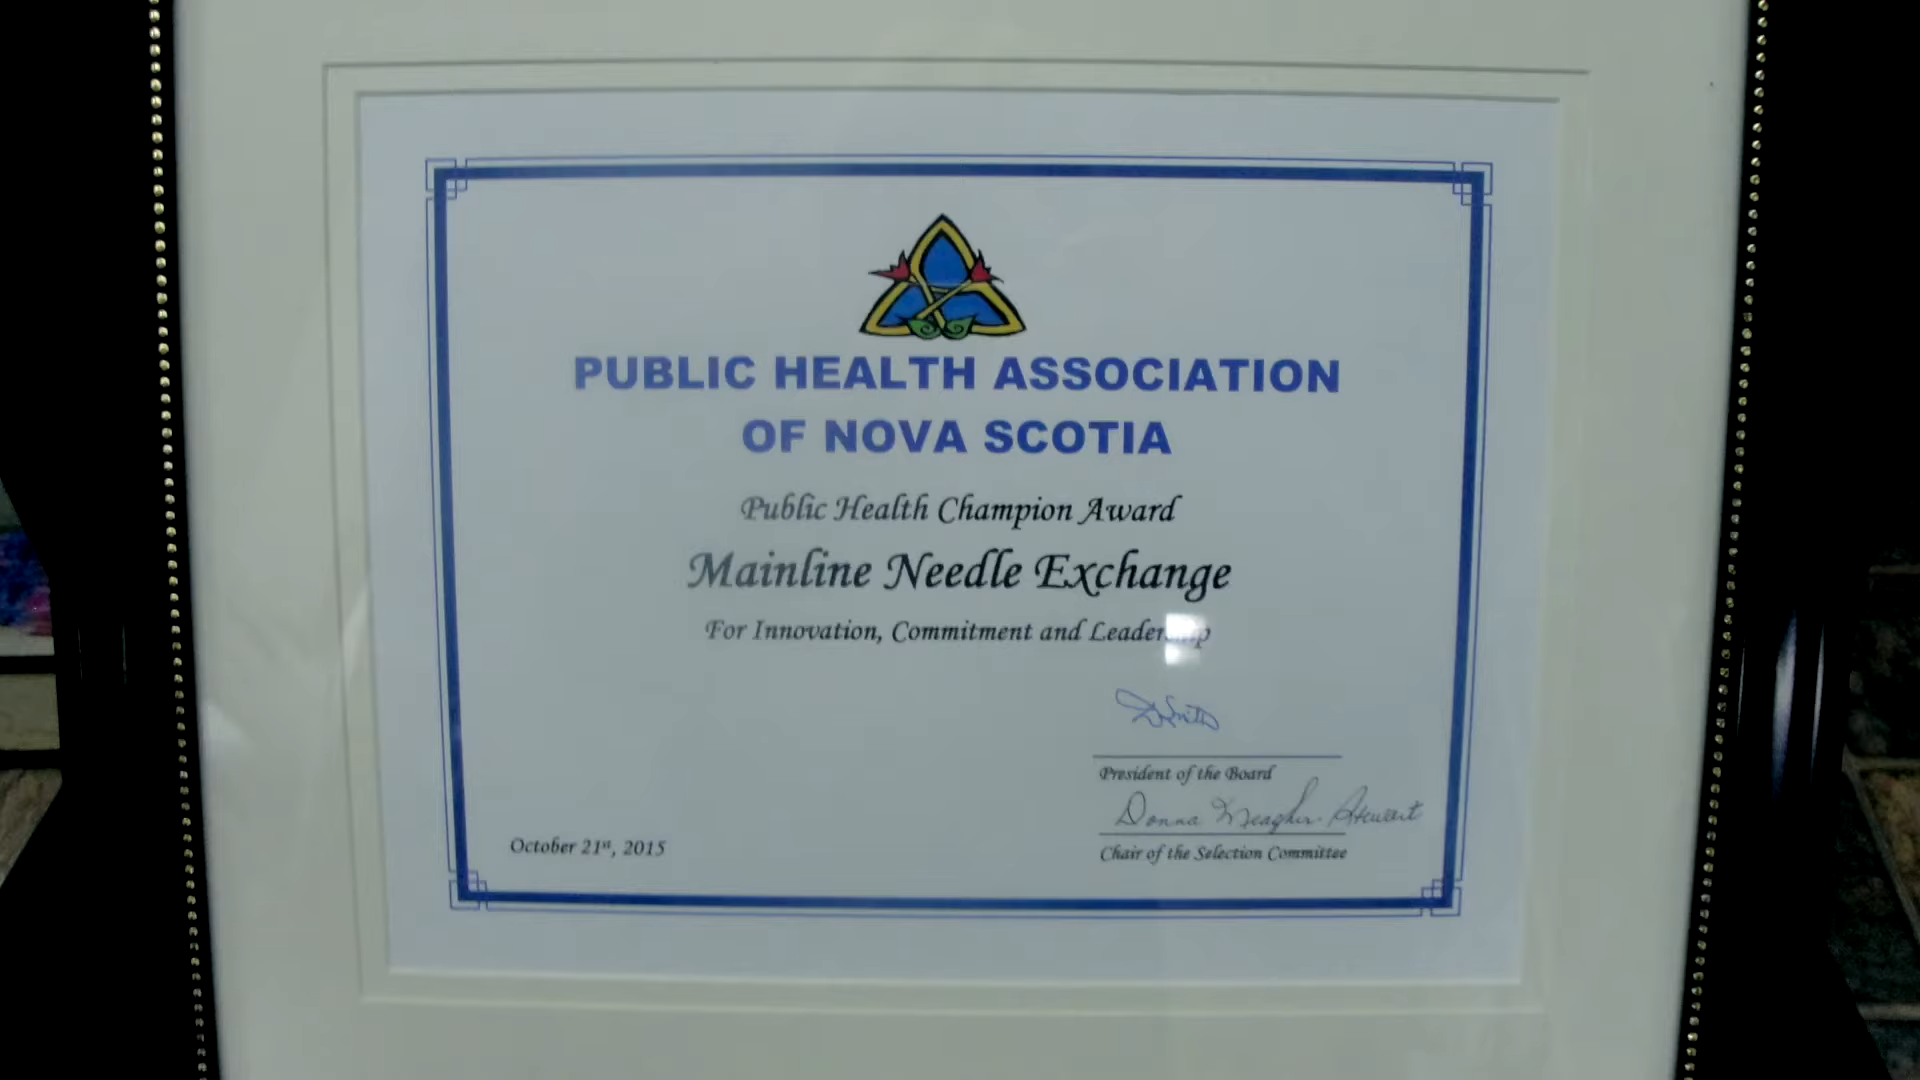 PUBLIC HEALTH ASSOCIATION
OF NOVA SCOTIA
Public Health Champion Award
Mainline Needle Exchange
For Innovation, Commitment and Leadership
President of the Board
Donna Meagher-Stewart
October 21st, 2015
Chair of the Selection Committee